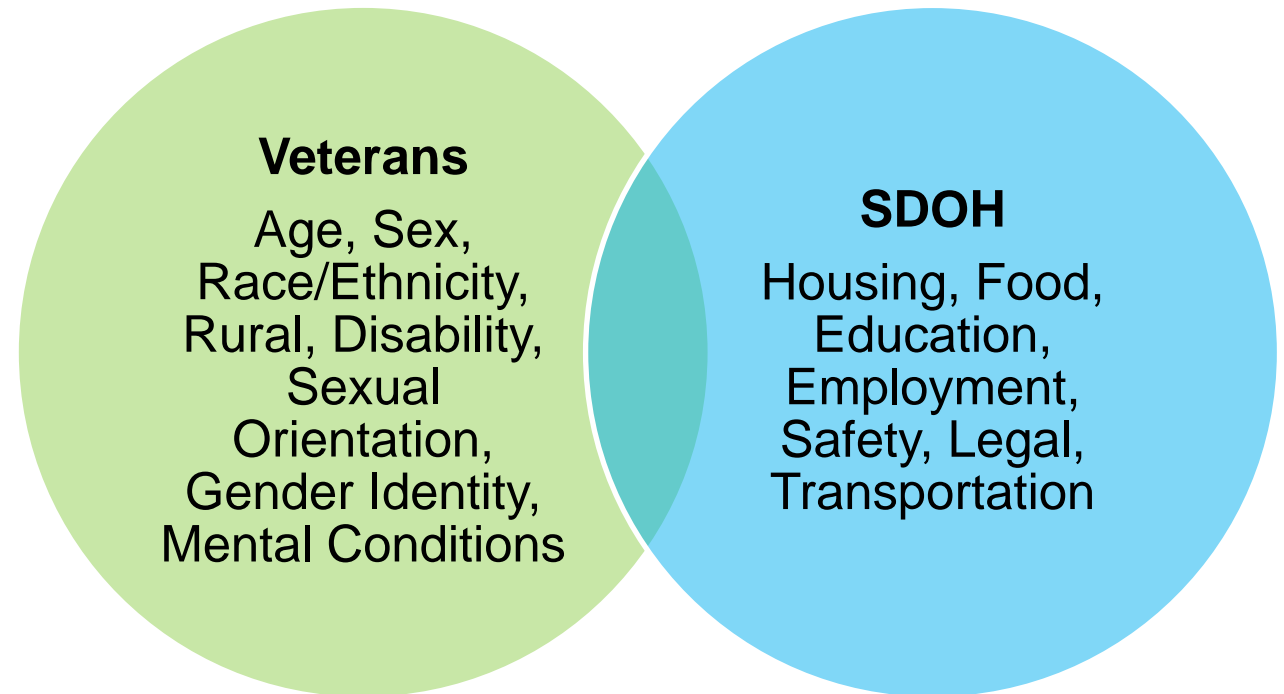 Veterans
Age, Sex,
Race/Ethnicity,
Rural, Disability,
Sexual
Orientation,
Gender Identity,
Mental Conditions
SDOH
Housing, Food,
Education,
Employment,
Safety, Legal,
Transportation